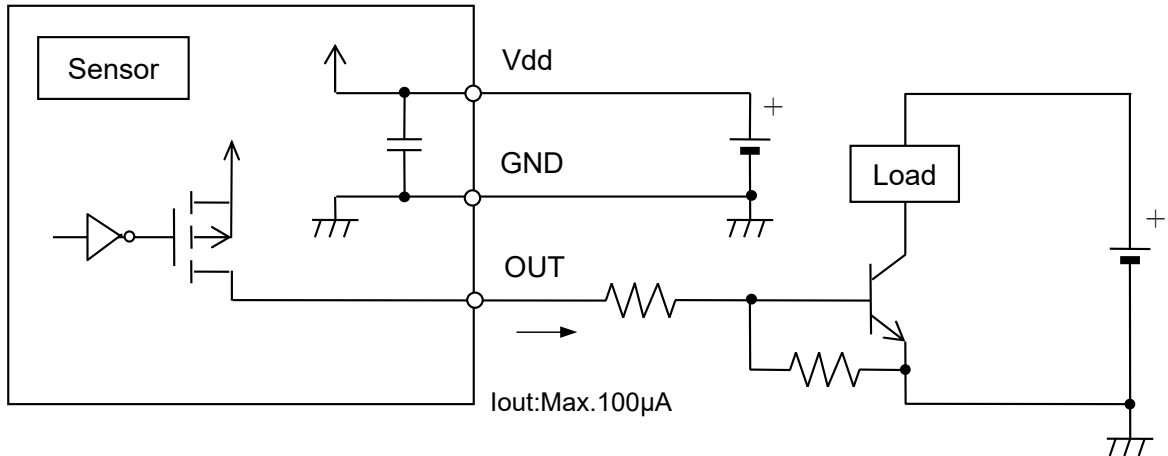 Sensor
Vdd
+
GND
Load
+
OUT
Iout:Max.100µA